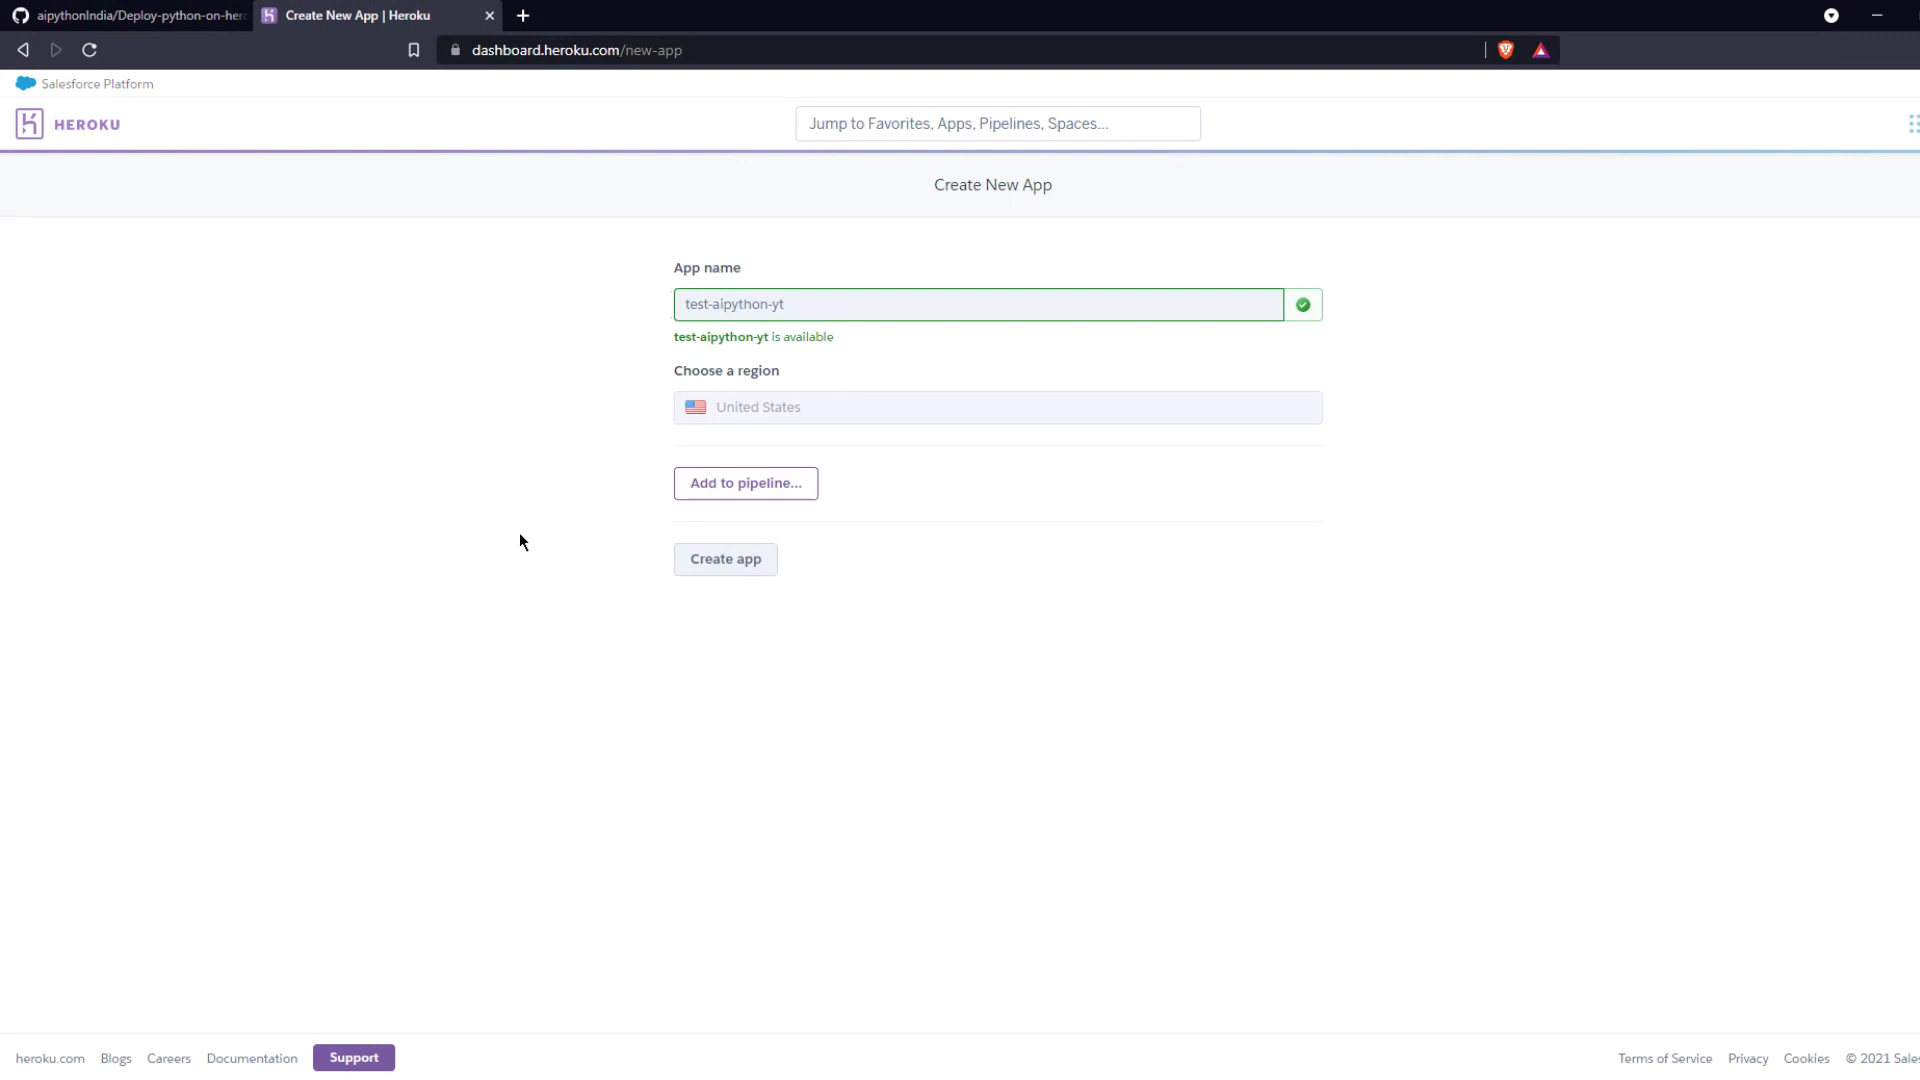 aipythonIndia/Deploy-python-on-her
Create New App | Heroku
dashboard.heroku.com/new-app
Salesforce Platform
HEROKU
Jump to Favorites, Apps, Pipelines, Spaces...
Create New App
App name
test-aipython-yt
test-aipython-yt is available
Choose a region
United States
Add to pipeline...
Create app
heroku.com Blogs Careers Documentation Support Terms of Service Privacy Cookies © 2021 Sales